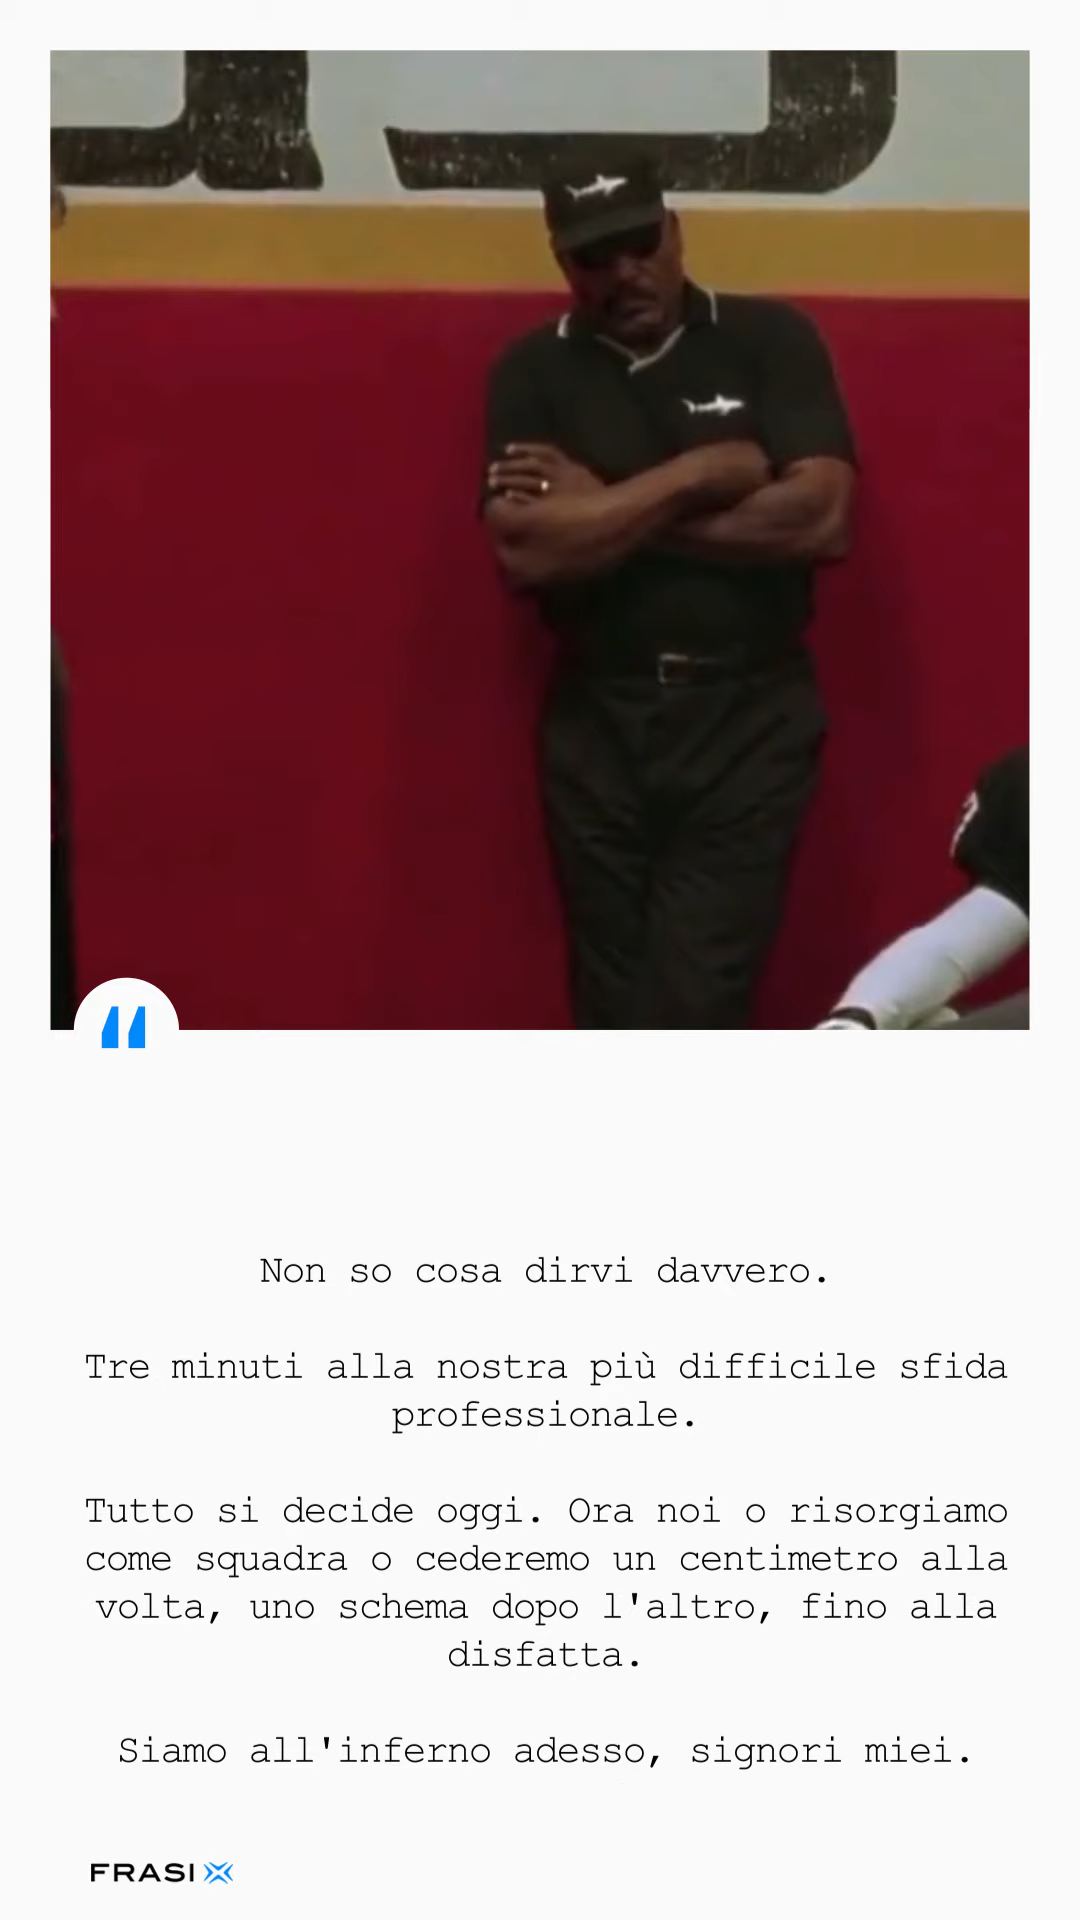 Non so cosa dirvi davvero.
Tre minuti alla nostra più difficile sfida
professionale.
Tutto si decide oggi. Ora noi o risorgiamo
come squadra o cederemo un centimetro alla
volta, uno schema dopo l'altro, fino alla
disfatta.
Siamo all'inferno adesso, signori miei.
FRASI